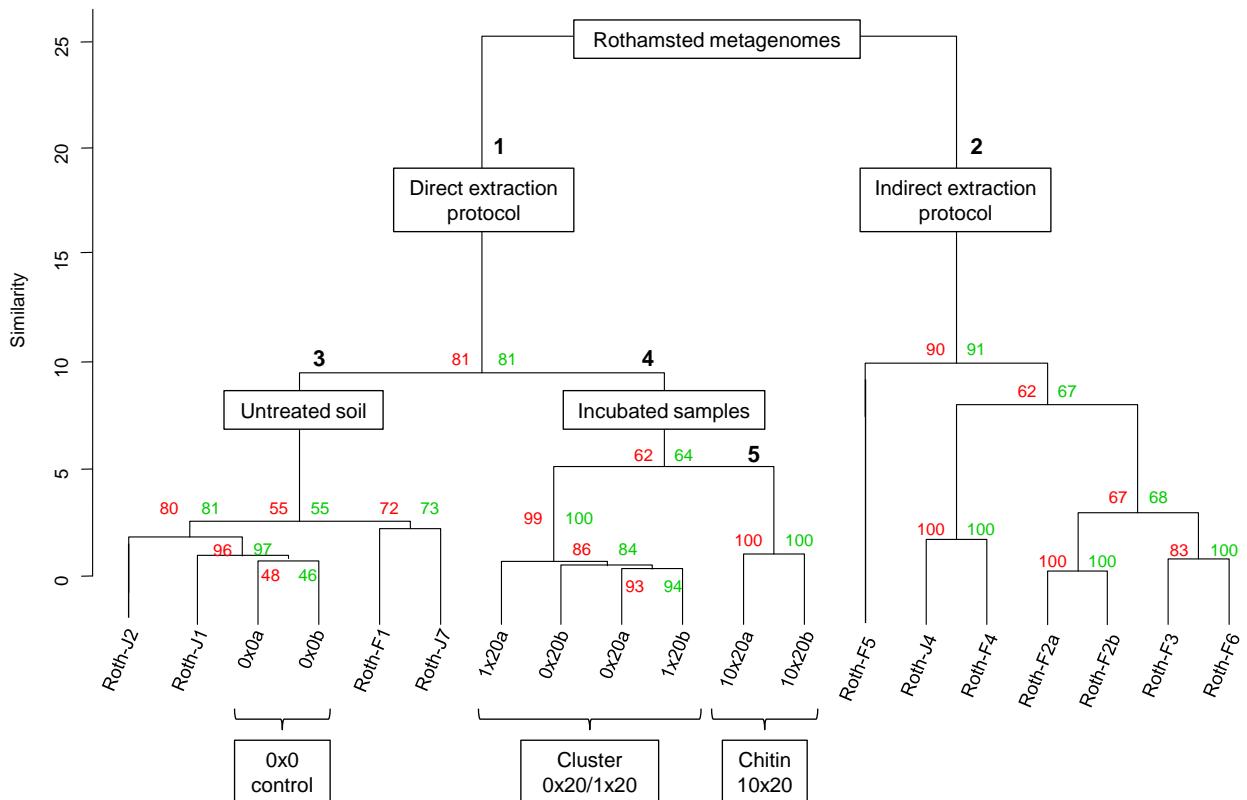 Rothamsted metagenomes
25
20
15
10
5
0
Similarity
1
2
Direct extraction
protocol
Indirect extraction
protocol
3
81 81
4
90 91
62 67
Untreated soil
Incubated samples
62 64
5
80 81
55 55
72 73
99 100
67 68
96 97
48 46
86 84
93 94
100 100
100 100
100 100
83 100
Roth-J2
Roth-J1
0x0a
0x0b
Roth-F1
Roth-J7
1x20a
0x20b
0x20a
1x20b
10x20a
10x20b
Roth-F5
Roth-J4
Roth-F4
Roth-F2a
Roth-F2b
Roth-F3
Roth-F6
0x0
control
Cluster
0x20/1x20
Chitin
10x20